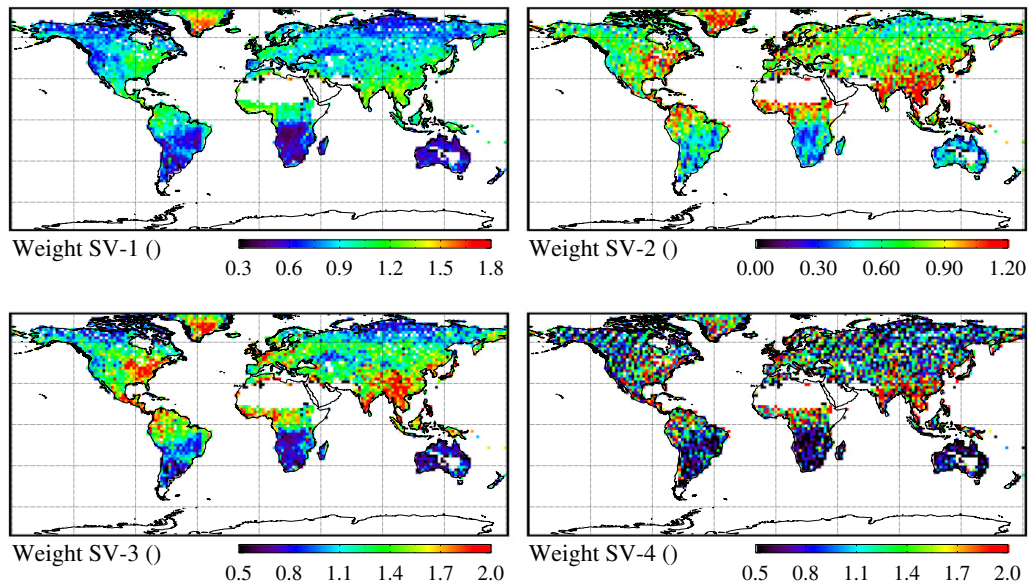 Weight SV-1 ()
0.3 0.6 0.9 1.2 1.5 1.8
Weight SV-2 ()
0.00 0.30 0.60 0.90 1.20
Weight SV-3 ()
0.5 0.8 1.1 1.4 1.7 2.0
Weight SV-4 ()
0.5 0.8 1.1 1.4 1.7 2.0